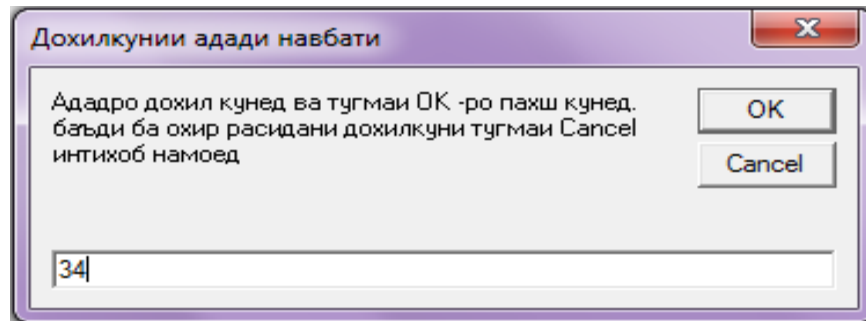 Дохилкунии адади навбати
Ададро дохил кунед ва тугмаи ОК -ро пахш кунед.
баъди ба охир расидани дохилкуни тугмаи Cancel
интихоб намоед
OK
Cancel
34